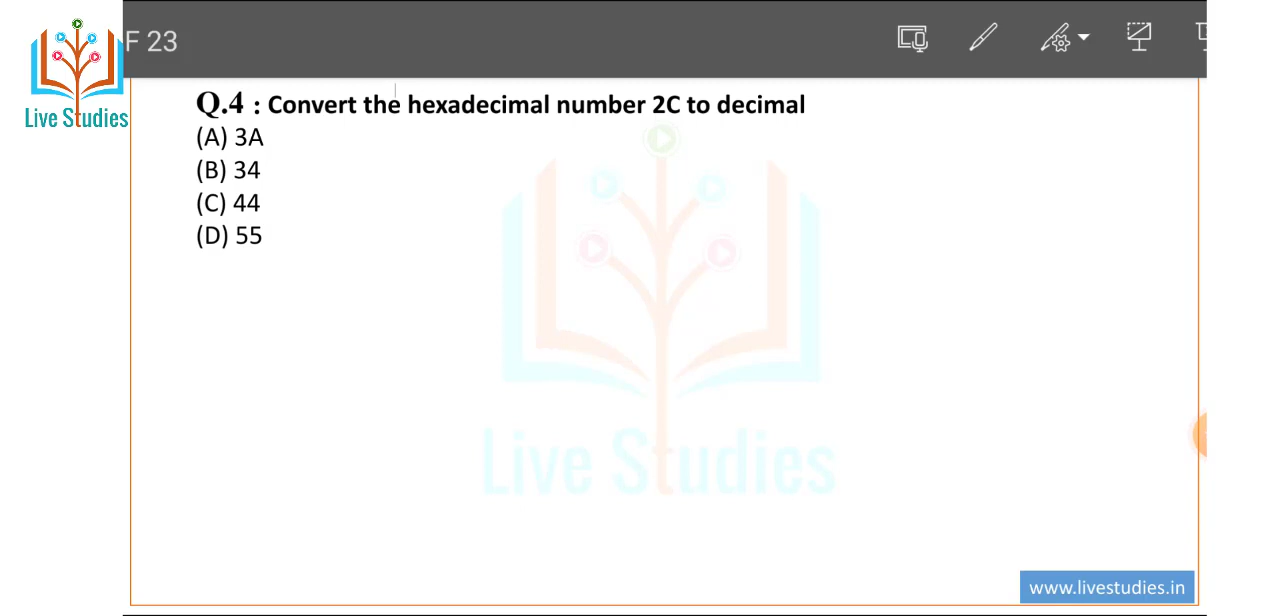 F 23
Live Studies
Q.4 : Convert the hexadecimal number 2C to decimal
(A) 3A
(B) 34
(C) 44
(D) 55
Live Studies
www.livestudies.in